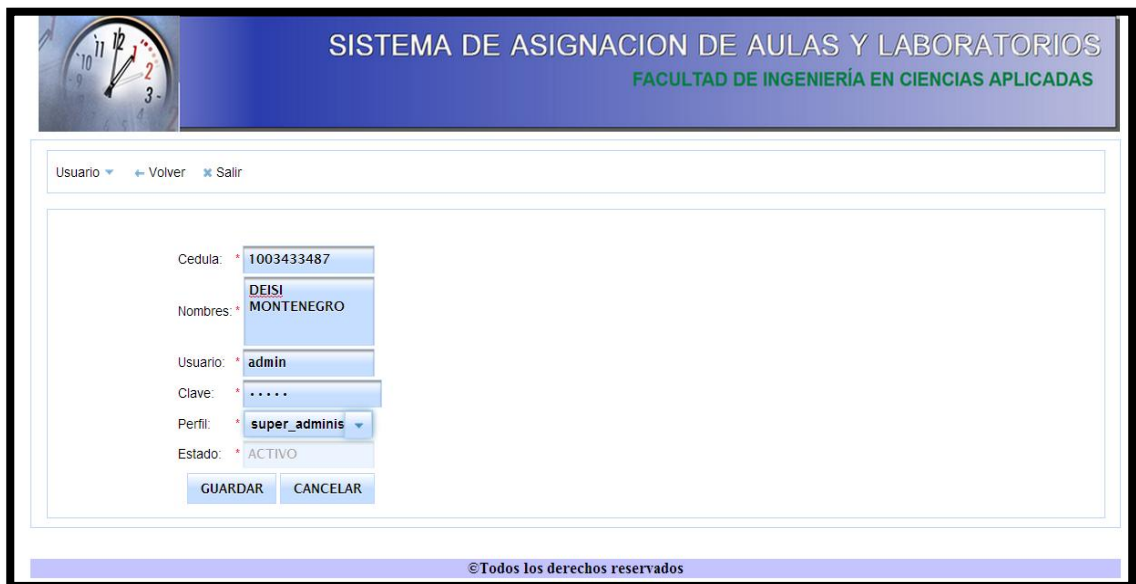 SISTEMA DE ASIGNACION DE AULAS Y LABORATORIOS
FACULTAD DE INGENIERÍA EN CIENCIAS APLICADAS
Usuario Volver Salir
Cedula: * 1003433487
Nombres: * DEISI
MONTENEGRO
Usuario: * admin
Clave: * •••••
Perfil: * super_adminis
Estado: * ACTIVO
GUARDAR CANCELAR
©Todos los derechos reservados